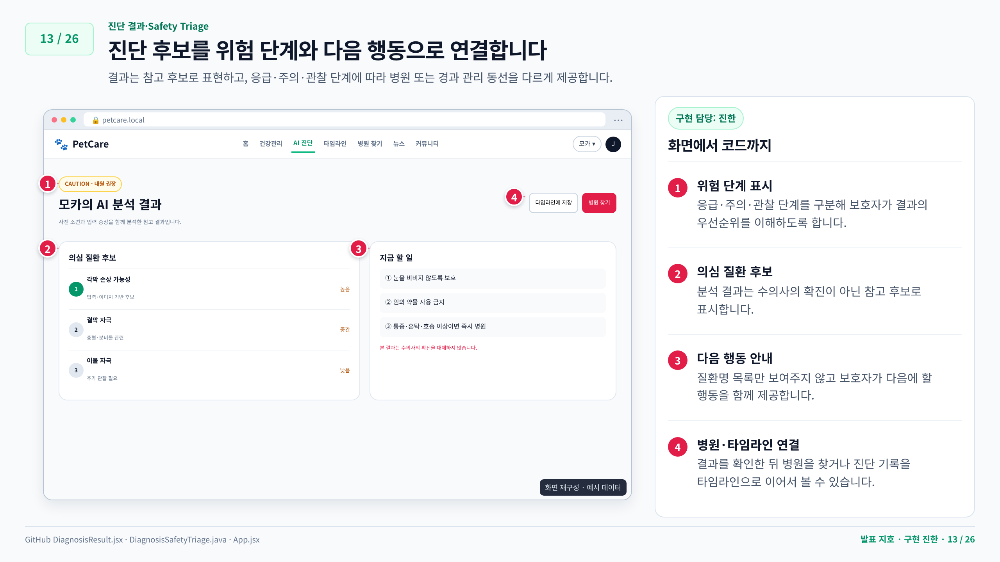 13 / 26
진단 결과·Safety Triage
진단 후보를 위험 단계와 다음 행동으로 연결합니다
결과는 참고 후보로 표현하고, 응급·주의·관찰 단계에 따라 병원 또는 경과 관리 동선을 다르게 제공합니다.
petcare.local
...
PetCare
홈 건강관리 AI 진단 타임라인 병원 찾기 뉴스 커뮤니티
모카 ▾
J
1
CAUTION · 내원 권장
모카의 AI 분석 결과
사진 소견과 입력 증상을 함께 분석한 참고 결과입니다.
4
타임라인에 저장
병원 찾기
2
의심 질환 후보
1
각막 손상 가능성
입력·이미지 기반 후보
높음
2
결막 자극
충혈·분비물 관련
중간
3
이물 자극
추가 관찰 필요
낮음
3
지금 할 일
① 눈을 비비지 않도록 보호
② 임의 약물 사용 금지
③ 통증·혼탁·호흡 이상이면 즉시 병원
본 결과는 수의사의 확진을 대체하지 않습니다.
화면 재구성 · 예시 데이터
구현 담당: 진한
화면에서 코드까지
1
위험 단계 표시
응급·주의·관찰 단계를 구분해 보호자가 결과의
우선순위를 이해하도록 합니다.
2
의심 질환 후보
분석 결과는 수의사의 확진이 아닌 참고 후보로
표시합니다.
3
다음 행동 안내
질환명 목록만 보여주지 않고 보호자가 다음에 할
행동을 함께 제공합니다.
4
병원·타임라인 연결
결과를 확인한 뒤 병원을 찾거나 진단 기록을
타임라인으로 이어서 볼 수 있습니다.
GitHub DiagnosisResult.jsx · DiagnosisSafetyTriage.java · App.jsx
발표 지호 · 구현 진한 · 13 / 26